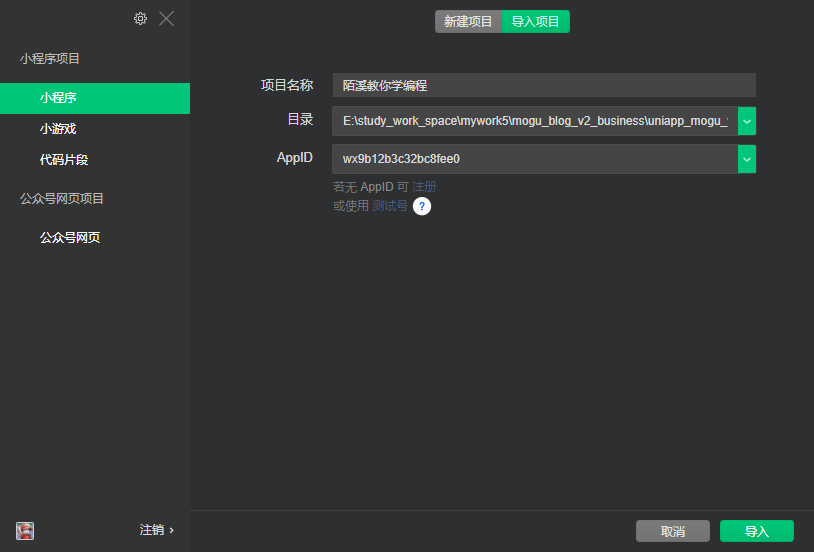 新建项目 导入项目
小程序项目
小程序
小游戏
代码片段
公众号网页项目
公众号网页
项目名称 陌溪教你学编程
目录 E:\study_work_space\mywork5\mogu_blog_v2_business\uniapp_mogu_
AppID wx9b12b3c32bc8fee0
若无 AppID 可 注册
或使用 测试号 ?
注销 ›
取消 导入